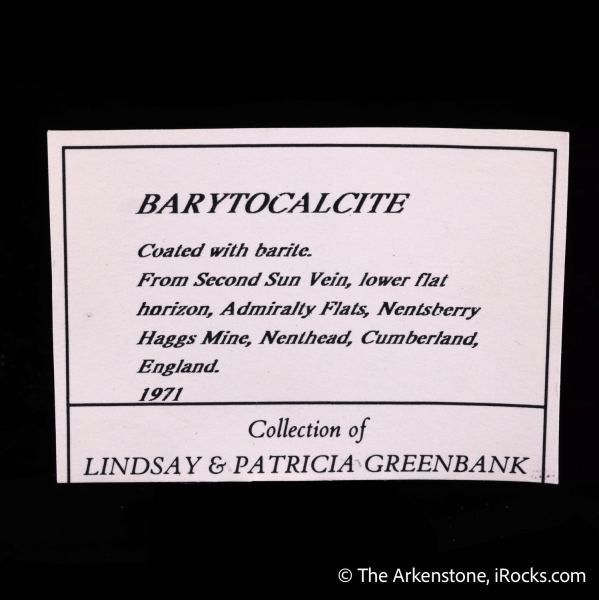 BARYTOCALCITE
Coated with barite.
From Second Sun Vein, lower flat
horizon, Admiralty Flats, Nentsberry
Haggs Mine, Nenthead, Cumberland,
England.
1971
Collection of
LINDSAY & PATRICIA GREENBANK
© The Arkenstone, iRocks.com